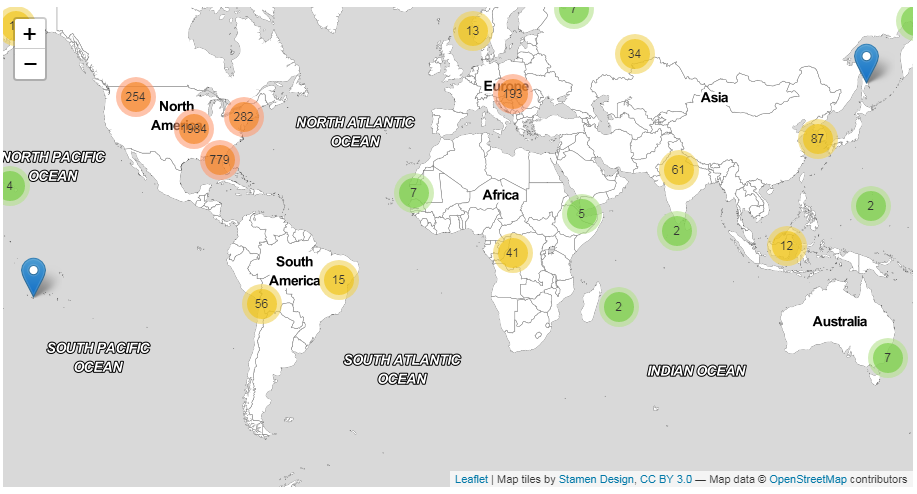 7
13
1
+
−
34
Europe
193
Asia
254
North
America
1984
282
87
NORTH ATLANTIC
OCEAN
779
NORTH PACIFIC
OCEAN
61
4
7
Africa
5
2
2
12
41
South
America
15
56
2
Australia
SOUTH PACIFIC
OCEAN
SOUTH ATLANTIC
OCEAN
INDIAN OCEAN
7
Leaflet | Map tiles by Stamen Design, CC BY 3.0 — Map data © OpenStreetMap contributors